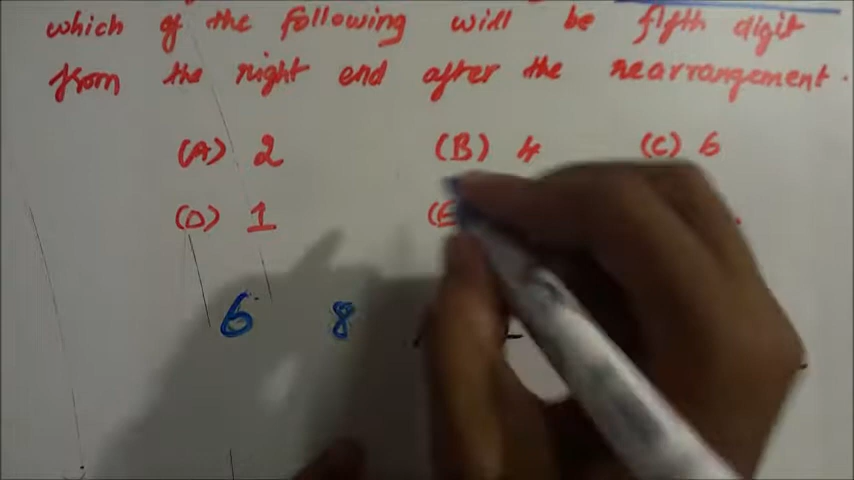 which of the following will be fifth digit
from the right end after the rearrangement.
(A) 2 (B) 4 (C) 6
(D) 1 (E
6 8